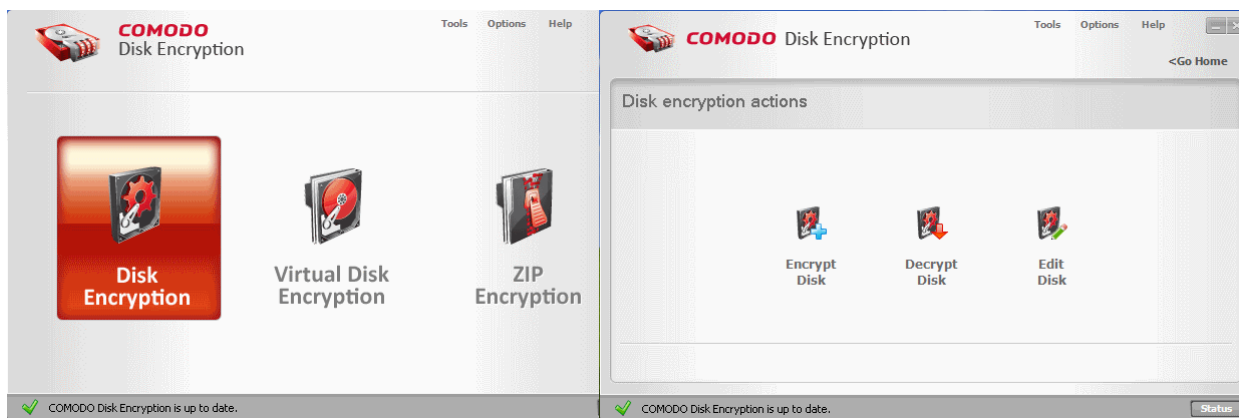 COMODO
Disk Encryption
Tools Options Help
Disk
Encryption
Virtual Disk
Encryption
ZIP
Encryption
COMODO Disk Encryption is up to date.
COMODO Disk Encryption
Tools Options Help
<Go Home
Disk encryption actions
Encrypt
Disk
Decrypt
Disk
Edit
Disk
COMODO Disk Encryption is up to date.
Status